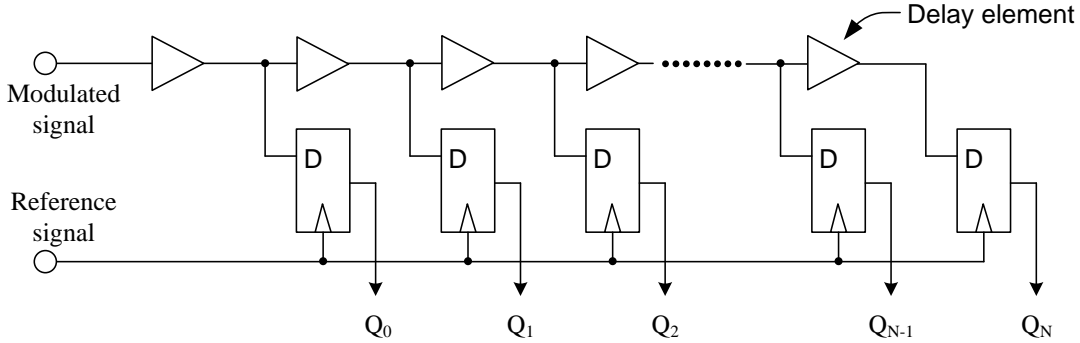 Delay element
Modulated
signal
D D D D D
Reference
signal
Q0 Q1 Q2 QN-1 QN